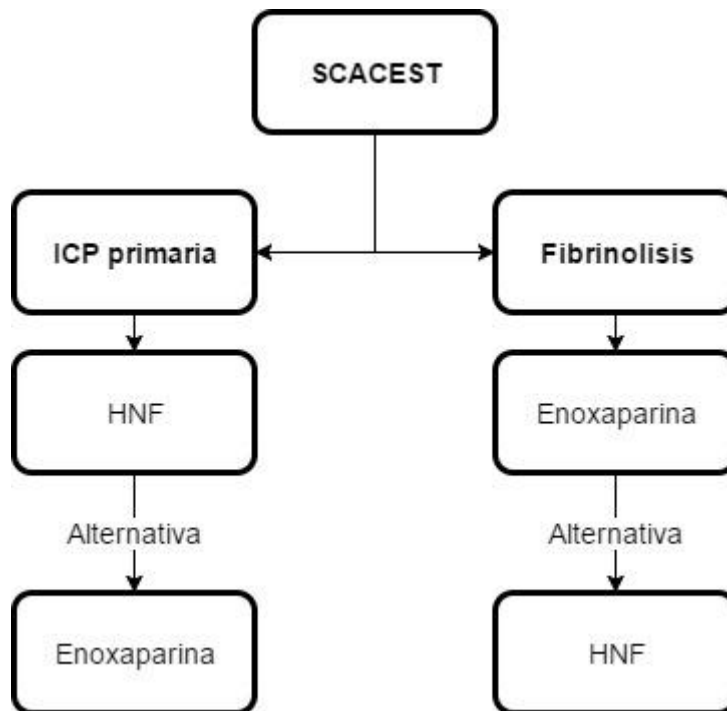 SCACEST
ICP primaria
Fibrinolisis
HNF
Enoxaparina
Alternativa
Alternativa
Enoxaparina
HNF